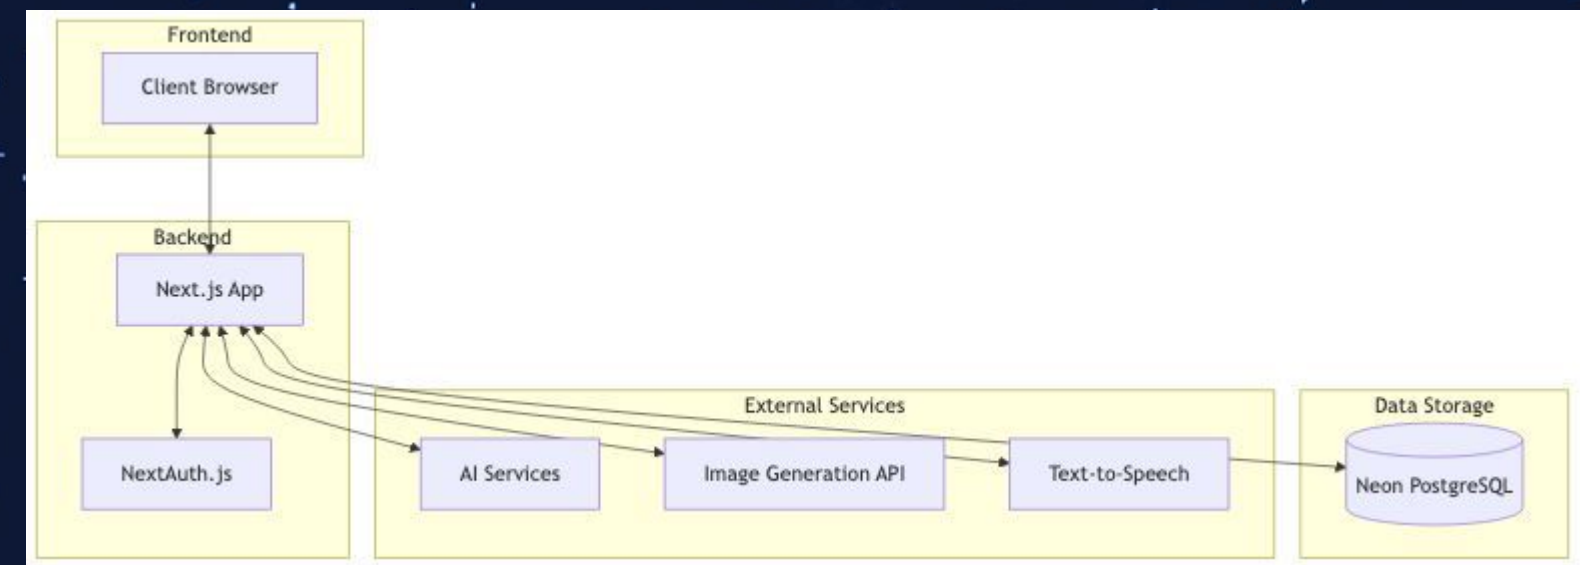 Frontend
Client Browser
Backend
Next.js App
NextAuth.js
External Services
AI Services
Image Generation API
Text-to-Speech
Data Storage
Neon PostgreSQL